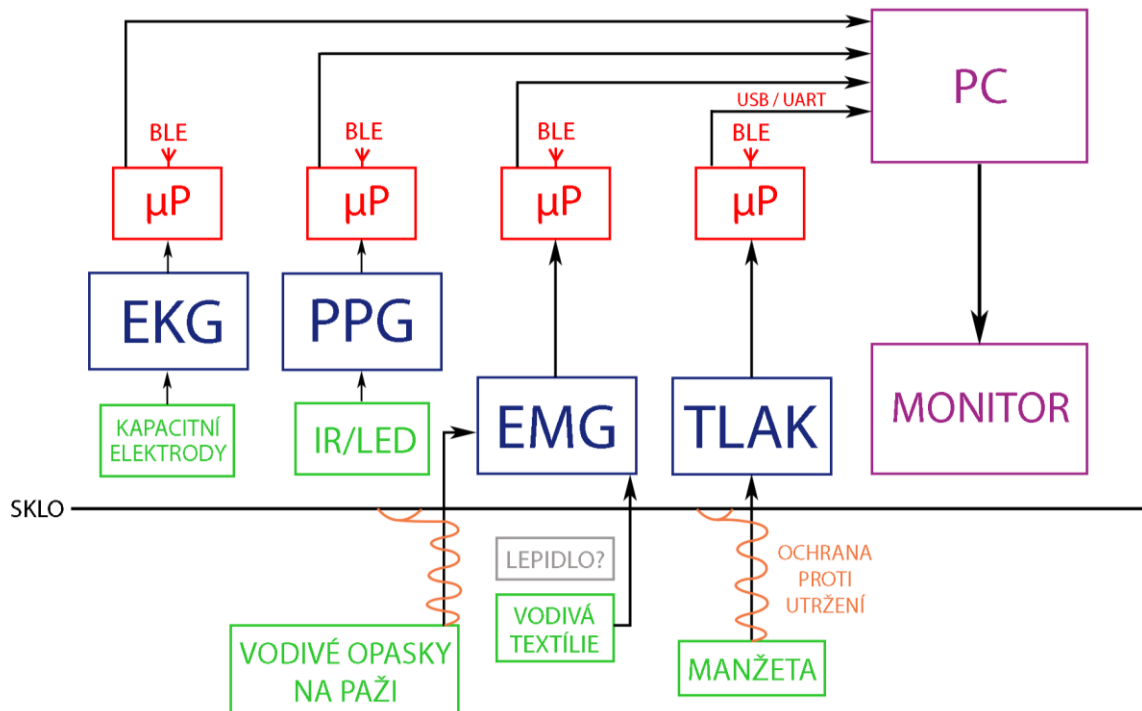 PC
USB / UART
BLE
BLE
BLE
BLE
µP
µP
µP
µP
EKG
PPG
EMG
TLAK
MONITOR
KAPACITNÍ
ELEKTRODY
IR/LED
SKLO
LEPIDLO?
OCHRANA
PROTI
UTRŽENÍ
VODIVÁ
TEXTÍLIE
VODIVÉ OPASKY
NA PAŽI
MANŽETA